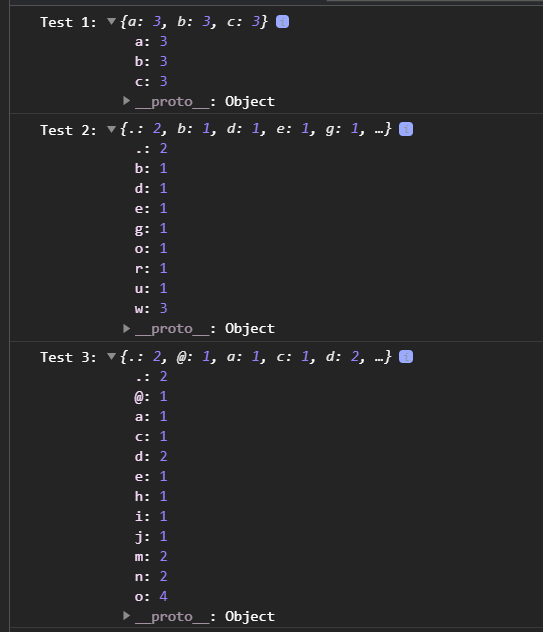 Test 1: ▼{a: 3, b: 3, c: 3} i
a: 3
b: 3
c: 3
▶__proto__: Object
Test 2: ▼{.: 2, b: 1, d: 1, e: 1, g: 1, …} i
.: 2
b: 1
d: 1
e: 1
g: 1
o: 1
r: 1
u: 1
w: 3
▶__proto__: Object
Test 3: ▼{.: 2, @: 1, a: 1, c: 1, d: 2, …} i
.: 2
@: 1
a: 1
c: 1
d: 2
e: 1
h: 1
i: 1
j: 1
m: 2
n: 2
o: 4
▶__proto__: Object